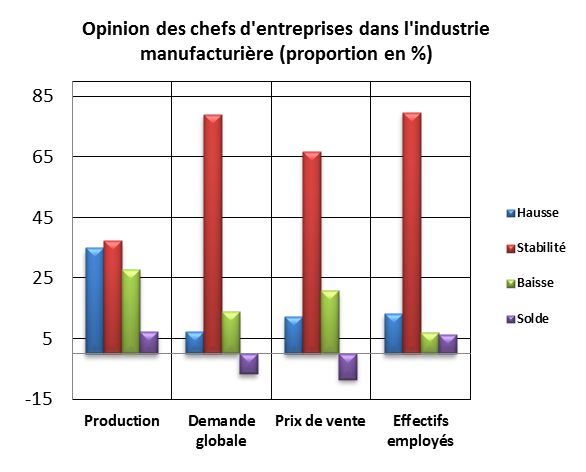 Opinion des chefs d'entreprises dans l'industrie
manufacturière (proportion en %)
85
65
45
25
5
-15
Hausse
Stabilité
Baisse
Solde
Production
Demande
globale
Prix de vente
Effectifs
employés